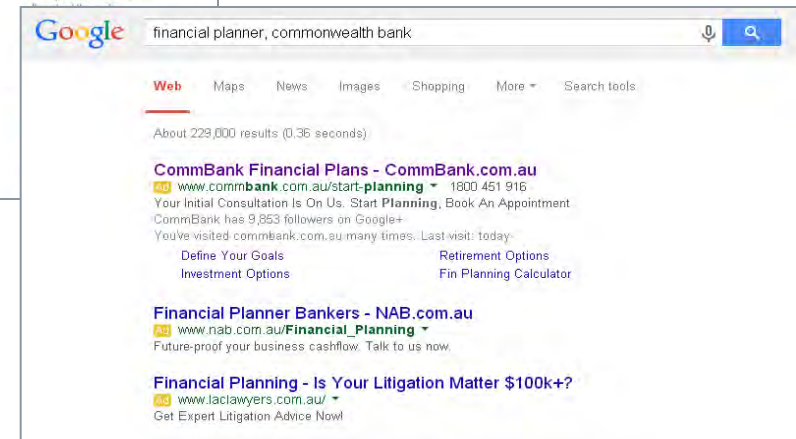 Google
financial planner, commonwealth bank
Web Maps News Images Shopping More Search tools
About 229,000 results (0.36 seconds)
CommBank Financial Plans - CommBank.com.au
Ad www.commbank.com.au/start-planning 1800 451 916
Your Initial Consultation Is On Us. Start Planning, Book An Appointment
CommBank has 9,853 followers on Google+
You've visited commbank.com.au many times. Last visit: today
Define Your Goals Retirement Options
Investment Options Fin Planning Calculator
Financial Planner Bankers - NAB.com.au
Ad www.nab.com.au/Financial_Planning
Future-proof your business cashflow. Talk to us now.
Financial Planning - Is Your Litigation Matter $100k+?
Ad www.laclawyers.com.au/
Get Expert Litigation Advice Now!